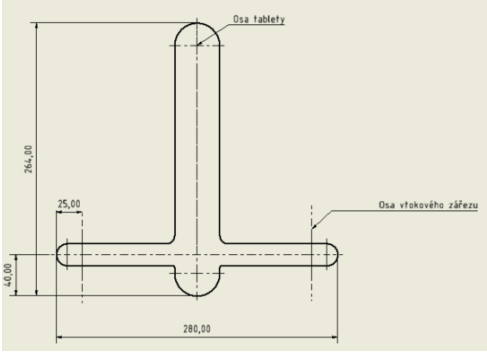 Osa tablety
264,00
25,00
Osa vtokového zářezu
40,00
280,00